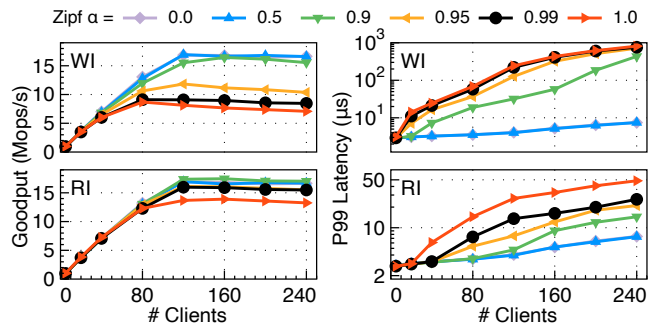 Zipf α = 0.0 0.5 0.9 0.95 0.99 1.0
Goodput (Mops/s)
WI
15
10
5
0
RI
15
10
5
0
0 80 160 240
# Clients
P99 Latency (μs)
WI
10³
10²
10¹
10⁰
RI
50
10
2
0 80 160 240
# Clients